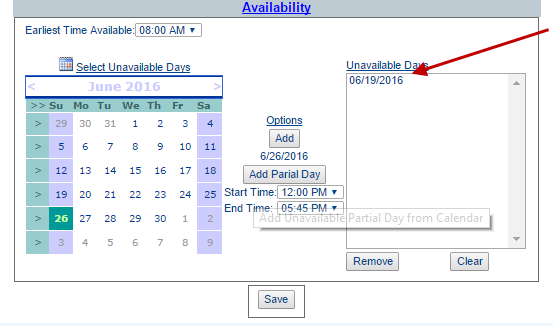 Availability
Earliest Time Available: 08:00 AM
Select Unavailable Days
< June 2016 >
>> Su Mo Tu We Th Fr Sa
> 29 30 31 1 2 3 4
> 5 6 7 8 9 10 11
> 12 13 14 15 16 17 18
> 19 20 21 22 23 24 25
> 26 27 28 29 30 1 2
> 3 4 5 6 7 8 9
Options
Add
6/26/2016
Add Parial Day
Start Time: 12:00 PM
End Time: 05:45 PM
Add Unavailable Partial Day from Calendar
Unavailable Days
06/19/2016
Remove Clear
Save